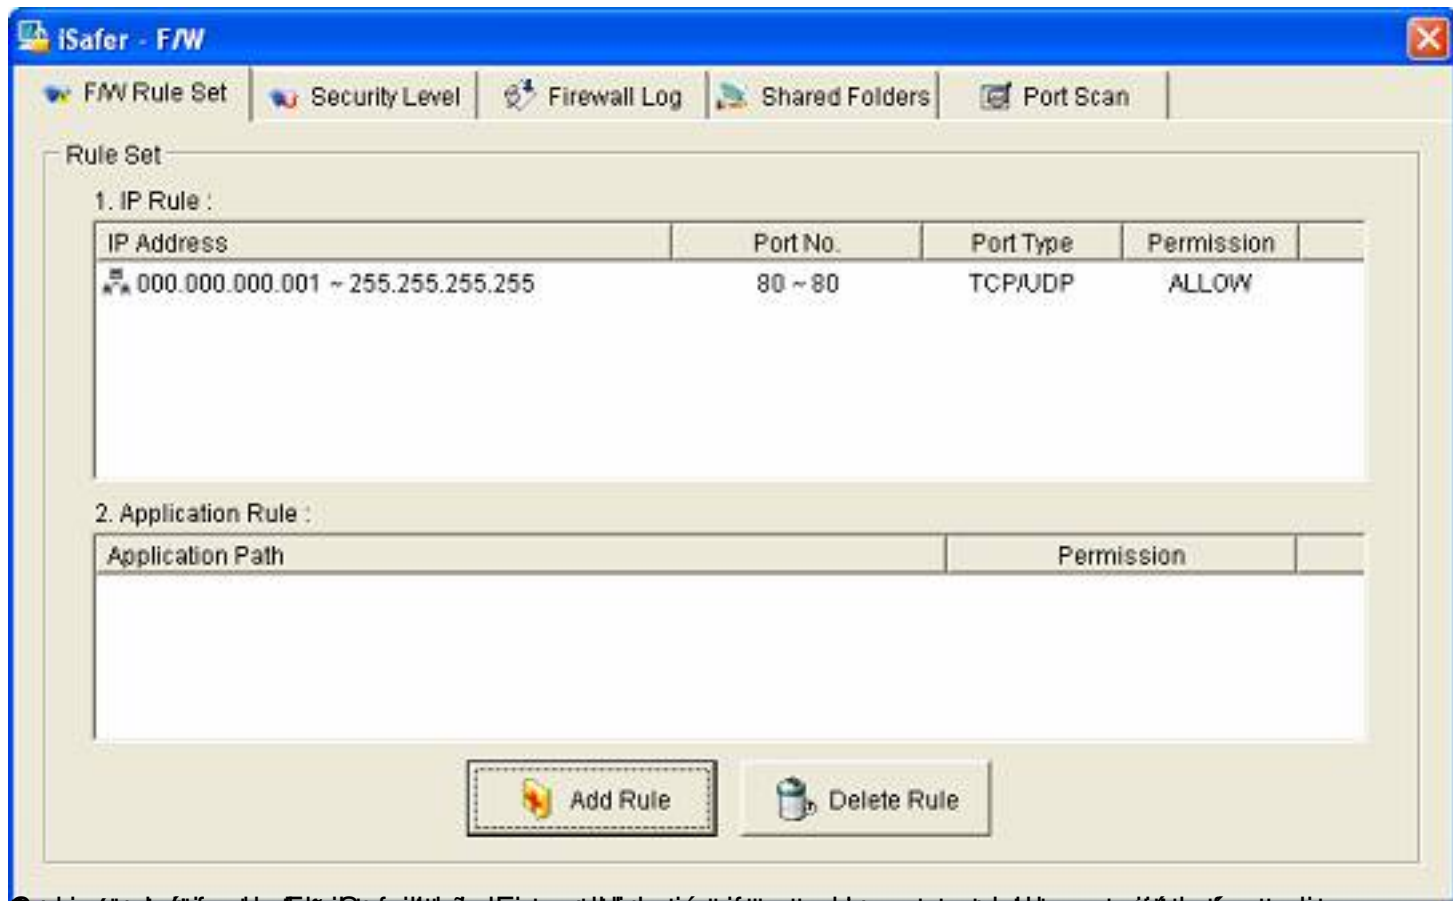 iSafer - F/W
F/W Rule Set Security Level Firewall Log Shared Folders Port Scan
Rule Set
1. IP Rule :
IP Address Port No. Port Type Permission
000.000.000.001 ~ 255.255.255.255 80 ~ 80 TCP/UDP ALLOW
2. Application Rule :
Application Path Permission
Add Rule Delete Rule